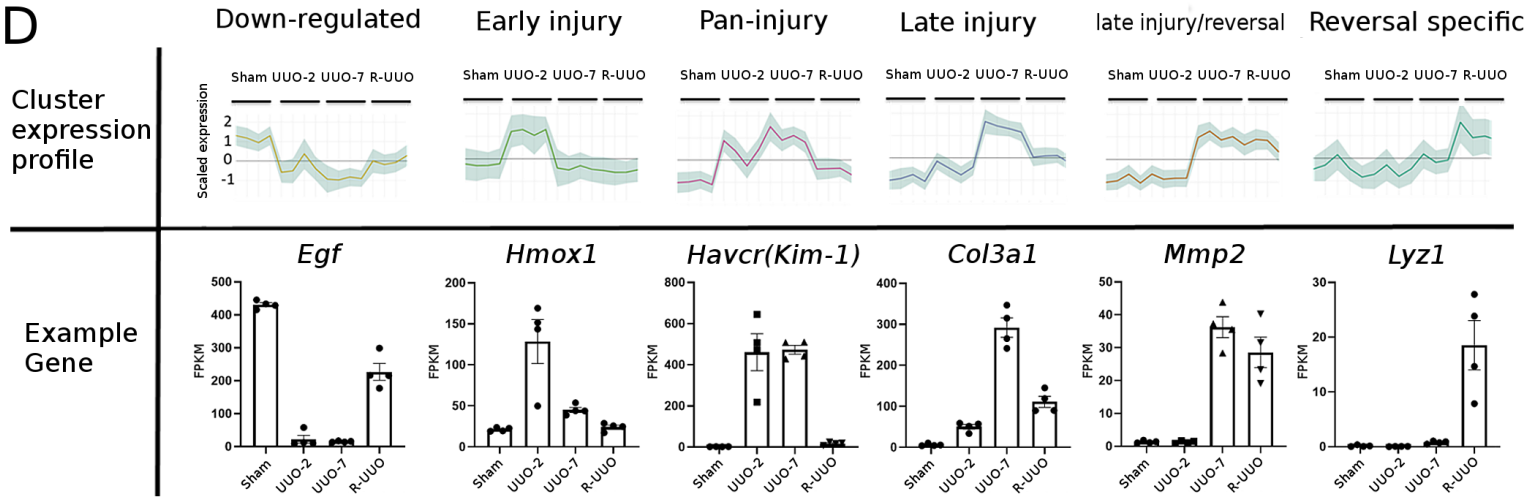 D
Down-regulated Early injury Pan-injury Late injury late injury/reversal Reversal specific
Sham UUO-2 UUO-7 R-UUO Sham UUO-2 UUO-7 R-UUO Sham UUO-2 UUO-7 R-UUO Sham UUO-2 UUO-7 R-UUO Sham UUO-2 UUO-7 R-UUO Sham UUO-2 UUO-7 R-UUO
Cluster
expression
profile
Scaled expression
2
1
0
-1
Example
Gene
Egf
FPKM
500
400
300
200
100
0
Sham UUO-2 UUO-7 R-UUO
Hmox1
FPKM
200
150
100
50
0
Sham UUO-2 UUO-7 R-UUO
Havcr(Kim-1)
FPKM
800
600
400
200
0
Sham UUO-2 UUO-7 R-UUO
Col3a1
FPKM
400
300
200
100
0
Sham UUO-2 UUO-7 R-UUO
Mmp2
FPKM
50
40
30
20
10
0
Sham UUO-2 UUO-7 R-UUO
Lyz1
FPKM
30
20
10
0
Sham UUO-2 UUO-7 R-UUO